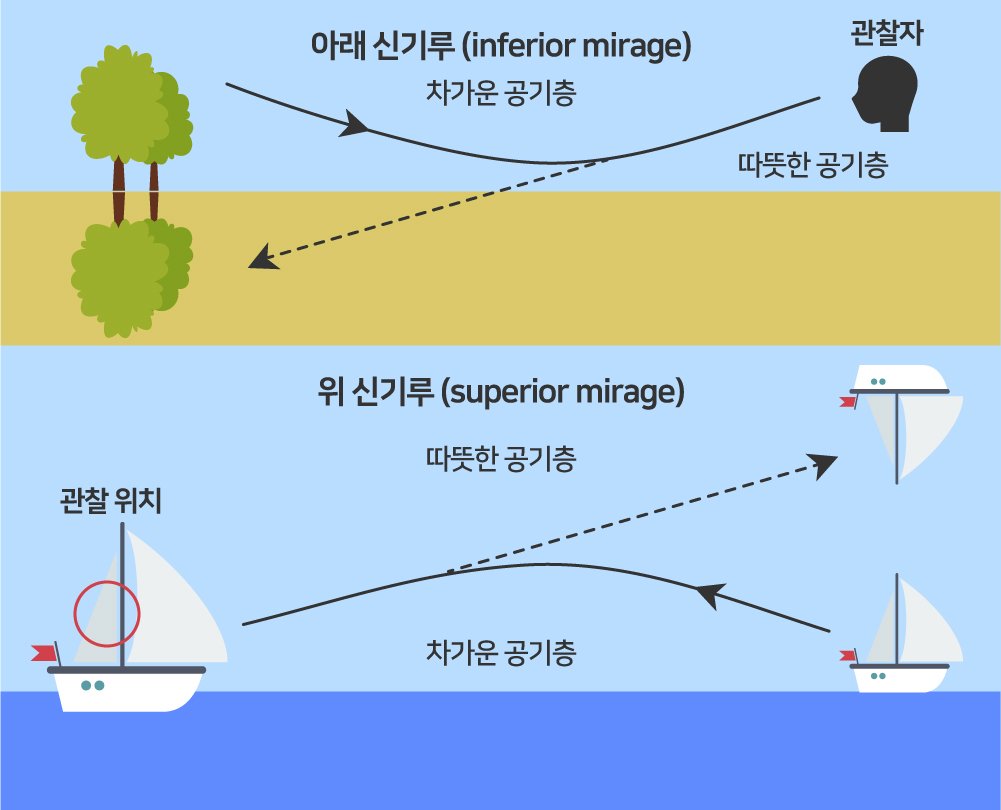 아래 신기루 (inferior mirage)
관찰자
차가운 공기층
따뜻한 공기층
위 신기루 (superior mirage)
따뜻한 공기층
관찰 위치
차가운 공기층